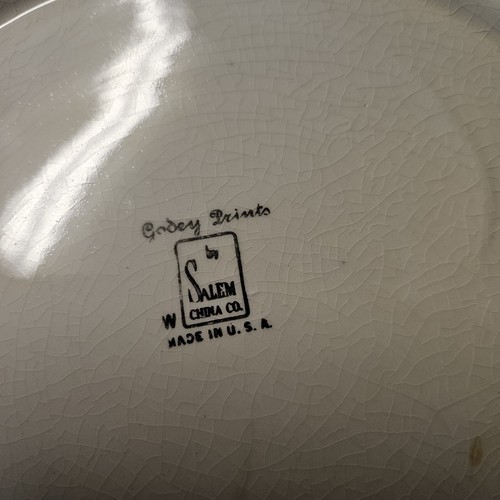 Godey Prints
by
SALEM
CHINA CO.
W
MADE IN U. S. A.